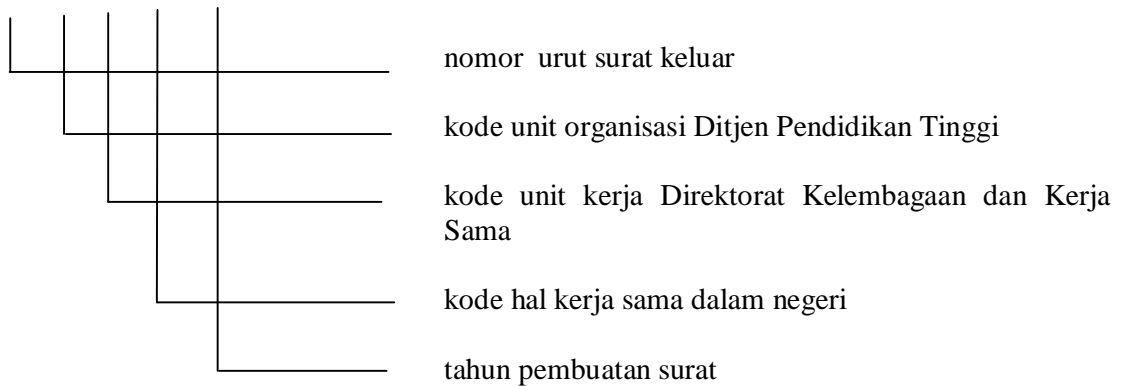 nomor urut surat keluar
kode unit organisasi Ditjen Pendidikan Tinggi
kode unit kerja Direktorat Kelembagaan dan Kerja
Sama
kode hal kerja sama dalam negeri
tahun pembuatan surat